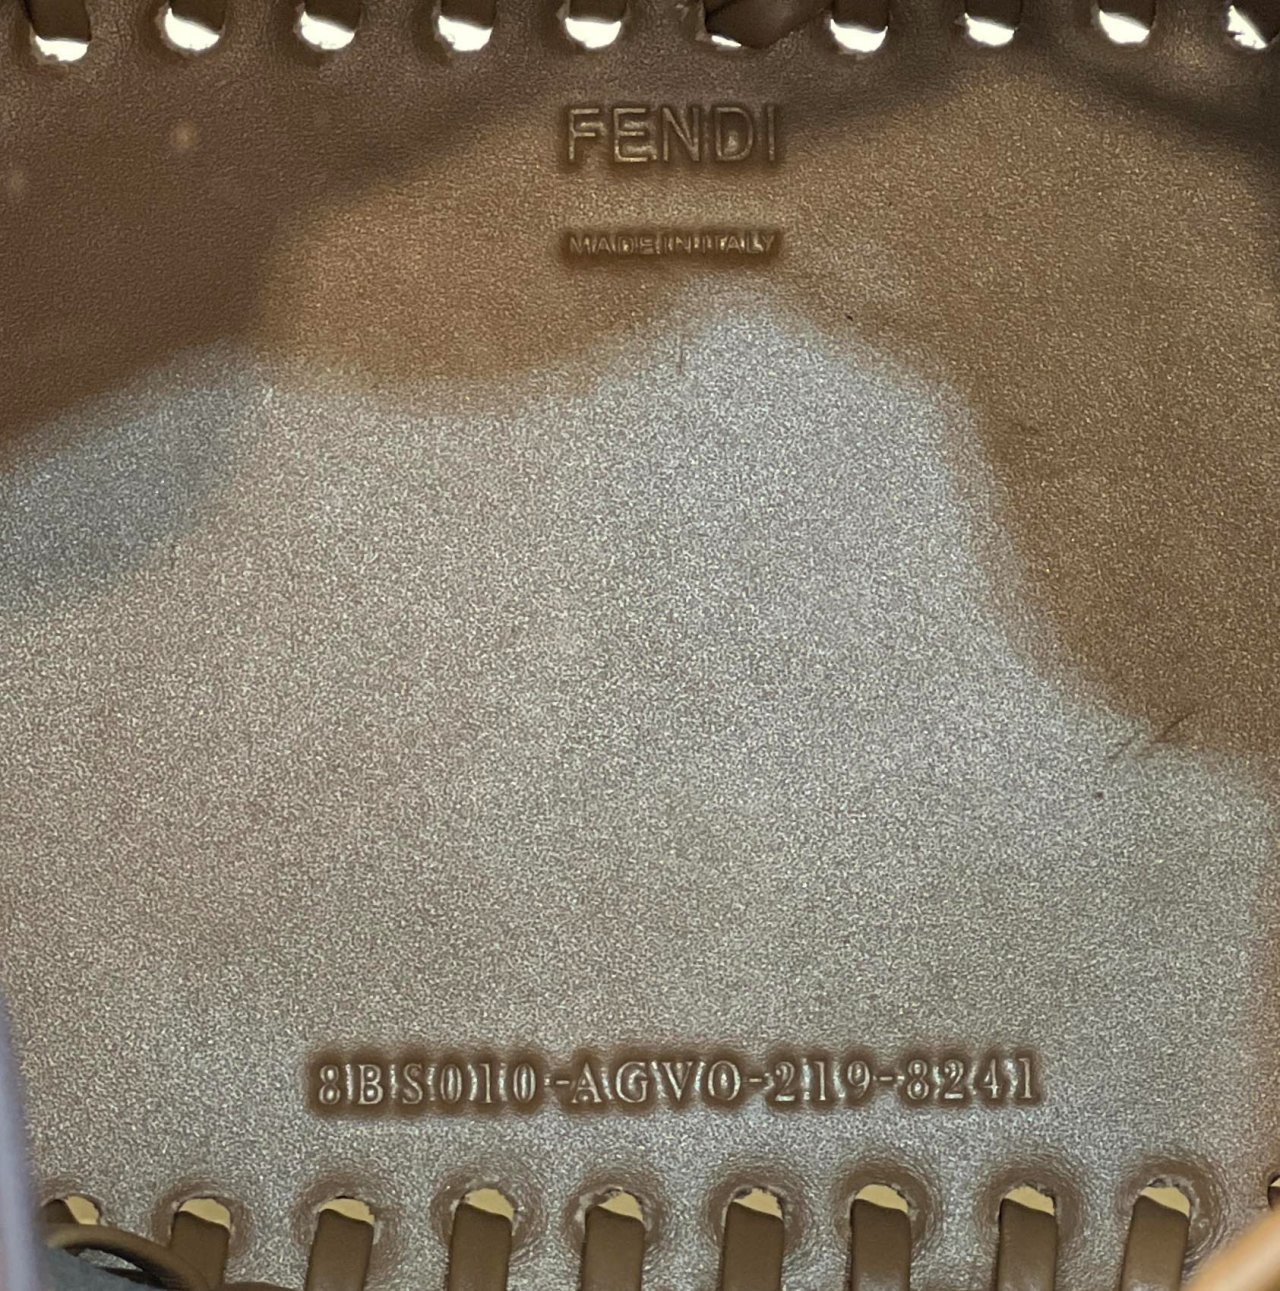 FENDI
MADE IN ITALY
8BS010-AGVO-219-8241